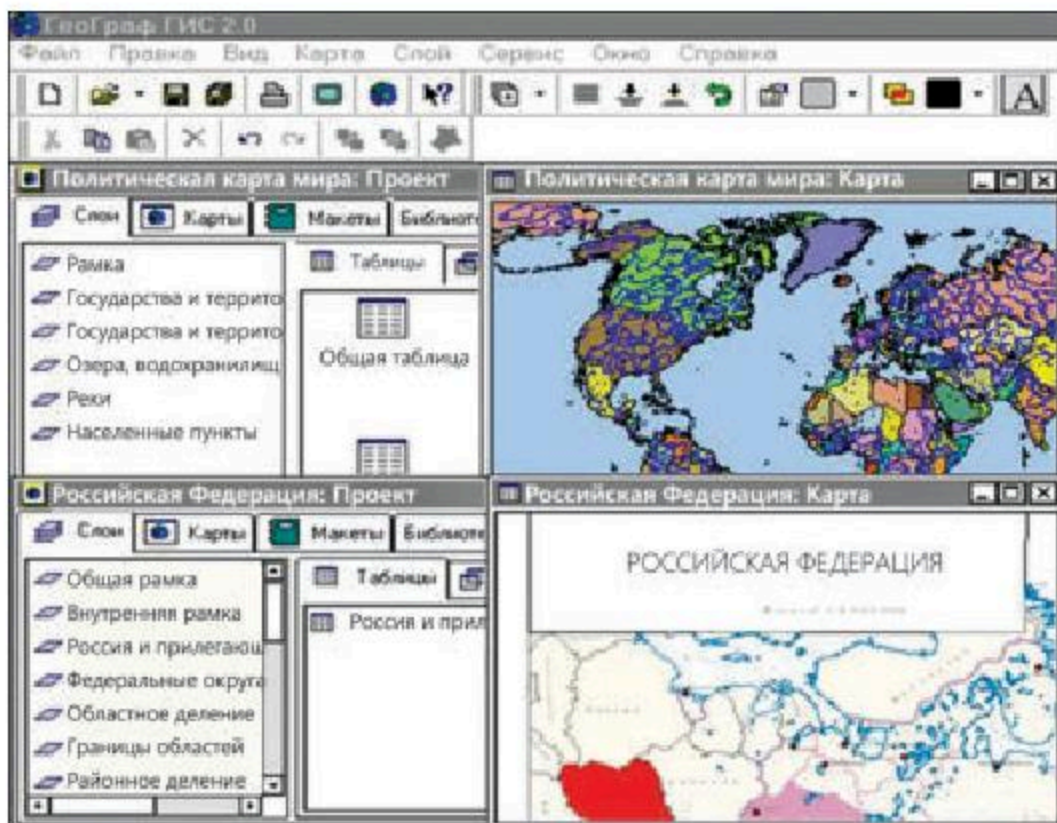 ГеоГраф ГИС 2.0
Файл Правка Вид Карта Слой Сервис Окно Справка
A
Политическая карта мира: Проект
Слои Карты Макеты Библиоте
Рамка
Государства и террито
Государства и террито
Озера, водохранилищ
Реки
Населенные пункты
Таблицы
Общая таблица
Политическая карта мира: Карта
Российская Федерация: Проект
Слои Карты Макеты Библиоте
Общая рамка
Внутренняя рамка
Россия и прилегающ
Федеральные округа
Областное деление
Границы областей
Районное деление
Таблицы
Россия и прил
Российская Федерация: Карта
РОССИЙСКАЯ ФЕДЕРАЦИЯ